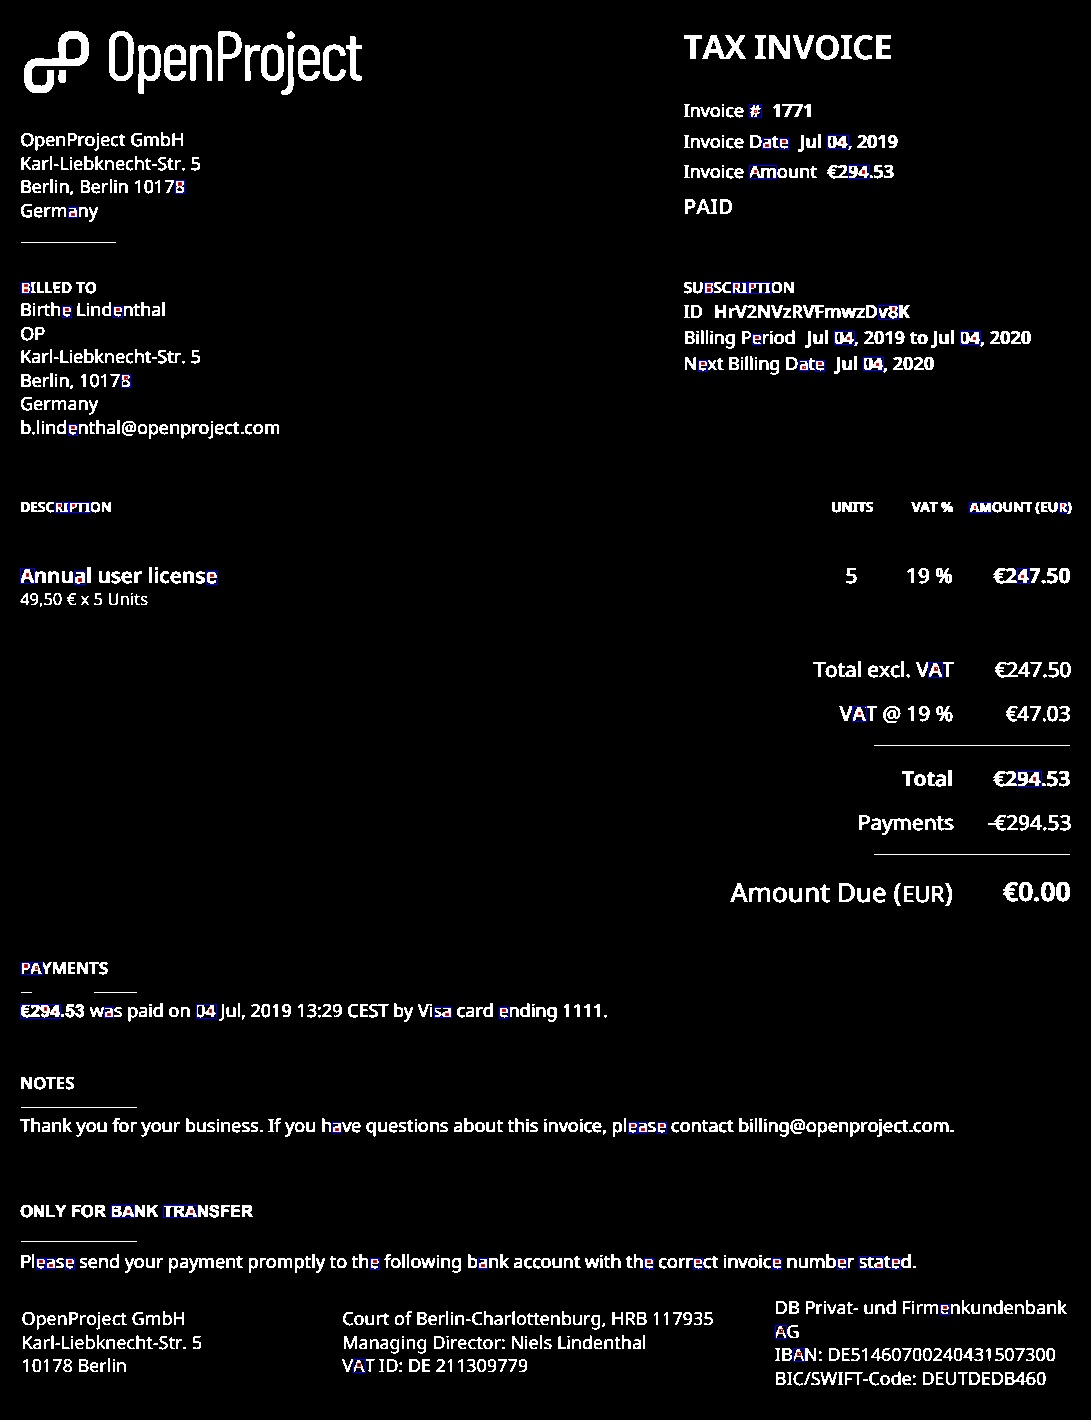 OpenProject
TAX INVOICE
Invoice # 1771
Invoice Date Jul 04, 2019
Invoice Amount €294.53
PAID
OpenProject GmbH
Karl-Liebknecht-Str. 5
Berlin, Berlin 10178
Germany
BILLED TO
Birthe Lindenthal
OP
Karl-Liebknecht-Str. 5
Berlin, 10178
Germany
b.lindenthal@openproject.com
SUBSCRIPTION
ID HrV2NVzRVFmwzDv8K
Billing Period Jul 04, 2019 to Jul 04, 2020
Next Billing Date Jul 04, 2020
DESCRIPTION UNITS VAT % AMOUNT (EUR)
Annual user license 5 19 % €247.50
49,50 € x 5 Units
Total excl. VAT €247.50
VAT @ 19 % €47.03
Total €294.53
Payments -€294.53
Amount Due (EUR) €0.00
PAYMENTS
€294.53 was paid on 04 Jul, 2019 13:29 CEST by Visa card ending 1111.
NOTES
Thank you for your business. If you have questions about this invoice, please contact billing@openproject.com.
ONLY FOR BANK TRANSFER
Please send your payment promptly to the following bank account with the correct invoice number stated.
OpenProject GmbH
Karl-Liebknecht-Str. 5
10178 Berlin
Court of Berlin-Charlottenburg, HRB 117935
Managing Director: Niels Lindenthal
VAT ID: DE 211309779
DB Privat- und Firmenkundenbank
AG
IBAN: DE51460700240431507300
BIC/SWIFT-Code: DEUTDEDB460